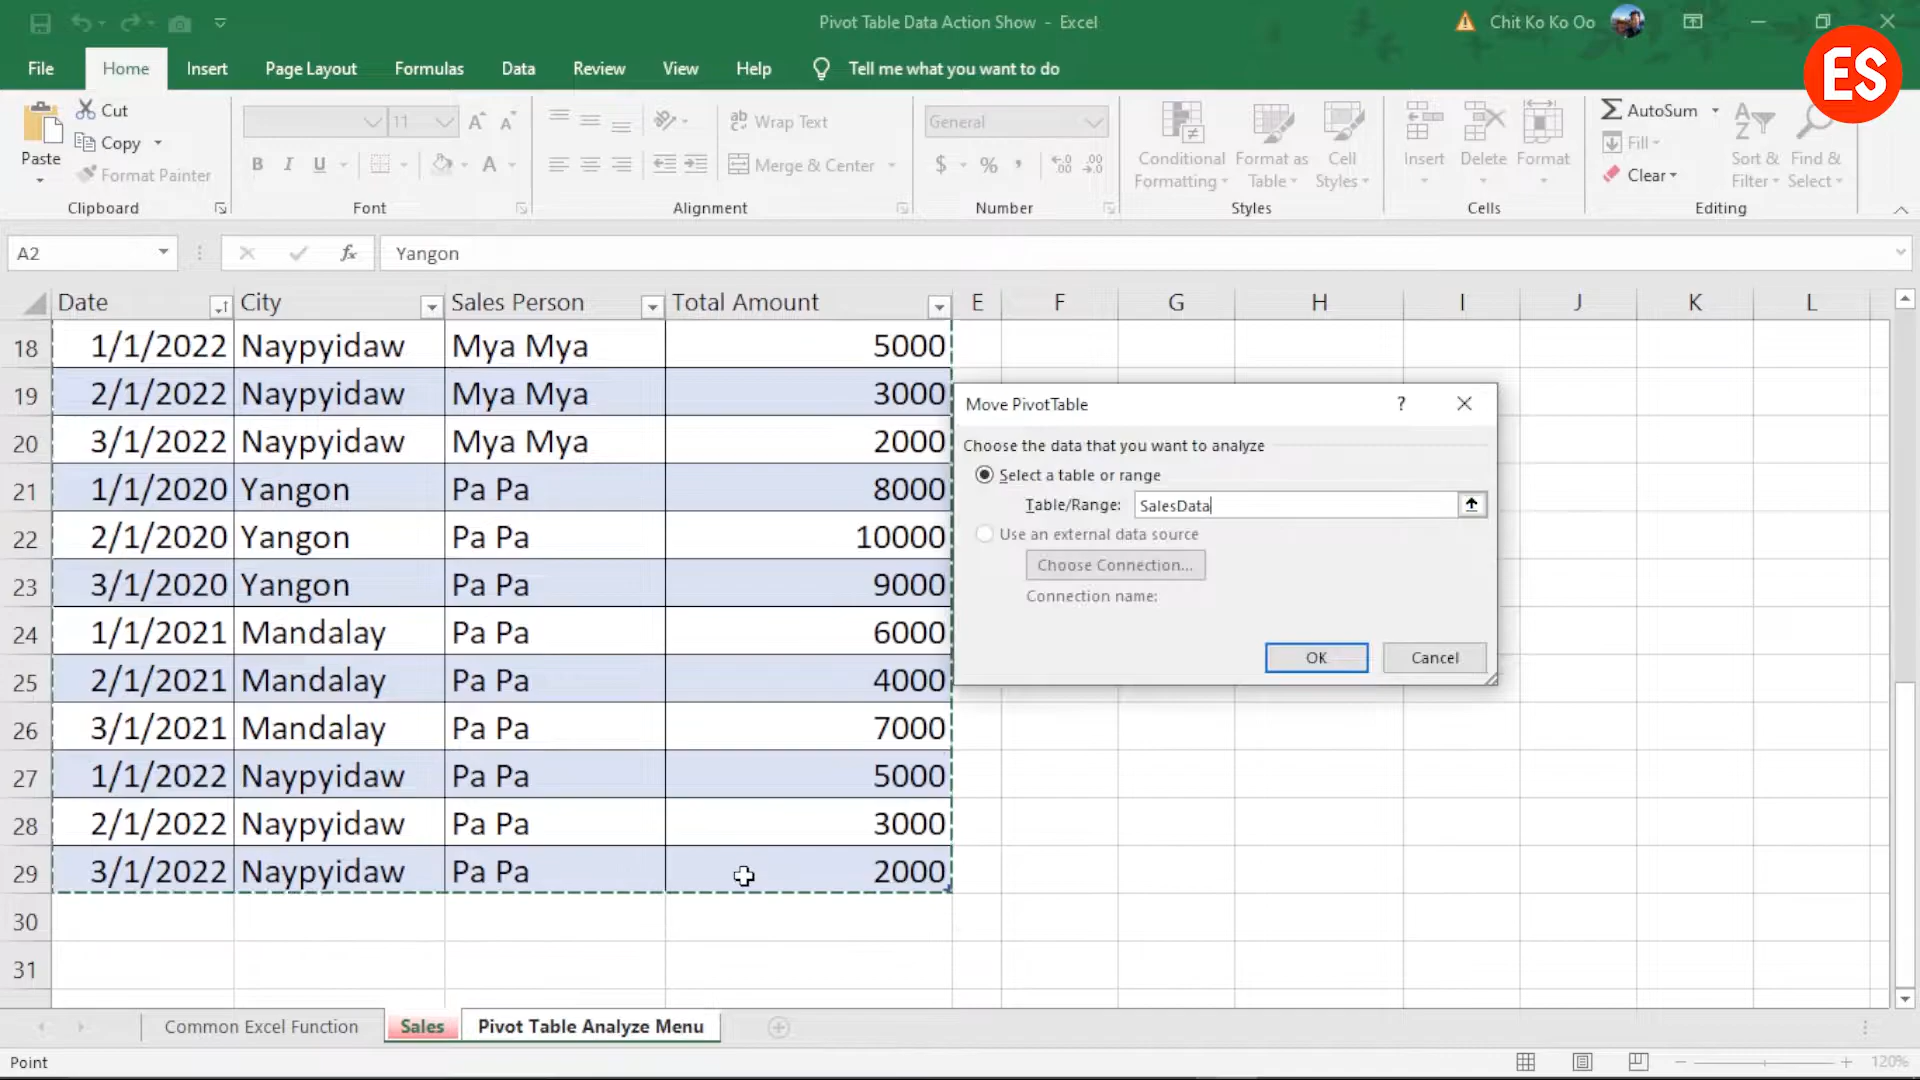 Pivot Table Data Action Show - Excel
Chit Ko Ko Oo
ES
File Home Insert Page Layout Formulas Data Review View Help Tell me what you want to do
Paste
Cut
Copy
Format Painter
Clipboard
11
B I U
A
Font
Wrap Text
Merge & Center
Alignment
General
$ % ,
Number
Conditional Formatting
Format as Table
Cell Styles
Styles
Insert
Delete
Format
Cells
AutoSum
Fill
Clear
Sort & Filter
Find & Select
Editing
A2
fx
Yangon
Date City Sales Person Total Amount E F G H I J K L
18 1/1/2022 Naypyidaw Mya Mya 5000
19 2/1/2022 Naypyidaw Mya Mya 3000
20 3/1/2022 Naypyidaw Mya Mya 2000
21 1/1/2020 Yangon Pa Pa 8000
22 2/1/2020 Yangon Pa Pa 10000
23 3/1/2020 Yangon Pa Pa 9000
24 1/1/2021 Mandalay Pa Pa 6000
25 2/1/2021 Mandalay Pa Pa 4000
26 3/1/2021 Mandalay Pa Pa 7000
27 1/1/2022 Naypyidaw Pa Pa 5000
28 2/1/2022 Naypyidaw Pa Pa 3000
29 3/1/2022 Naypyidaw Pa Pa 2000
30
31
Move PivotTable ?
Choose the data that you want to analyze
Select a table or range
Table/Range: SalesData
Use an external data source
Choose Connection...
Connection name:
OK Cancel
Common Excel Function Sales Pivot Table Analyze Menu
Point
120%